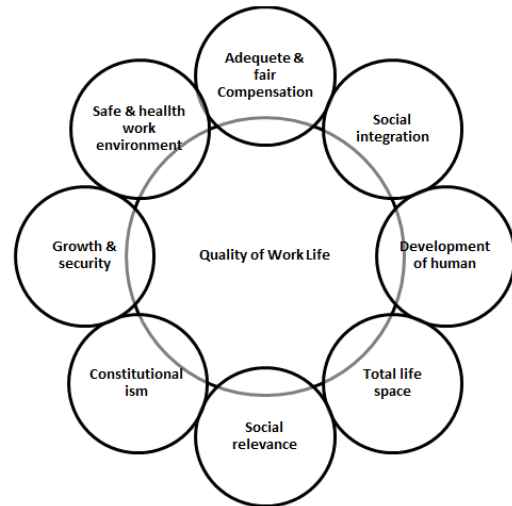 Adequete &
fair
Compensation
Safe & heallth
work
environment
Social
integration
Growth &
security
Quality of Work Life
Development
of human
Constitutional
ism
Total life
space
Social
relevance